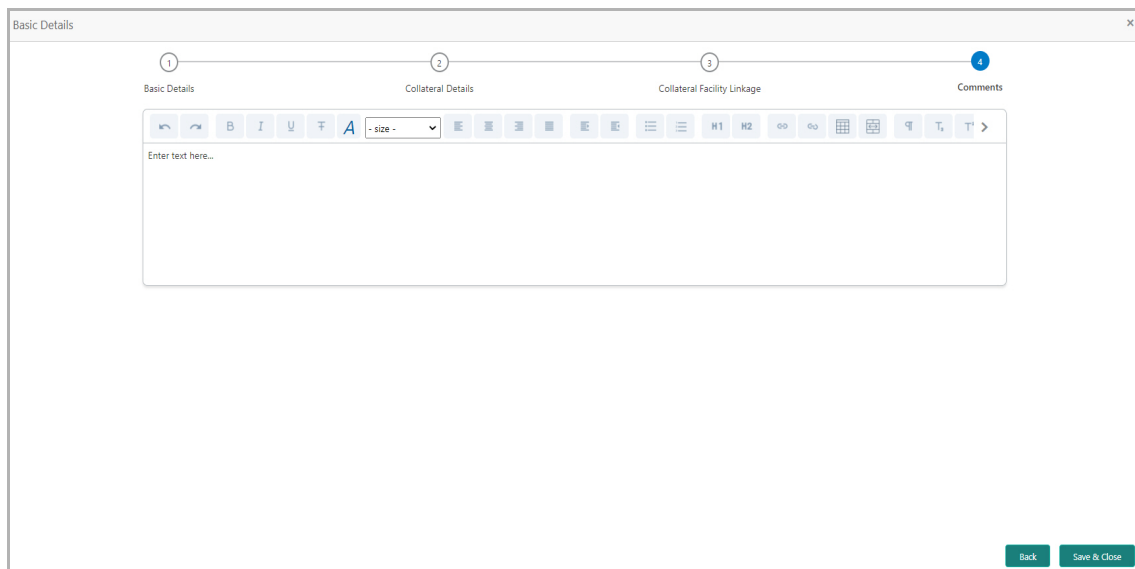 Basic Details
×
1 2 3 4
Basic Details Collateral Details Collateral Facility Linkage Comments
B I U T A - size - H1 H2 ¶
Enter text here...
Back Save & Close